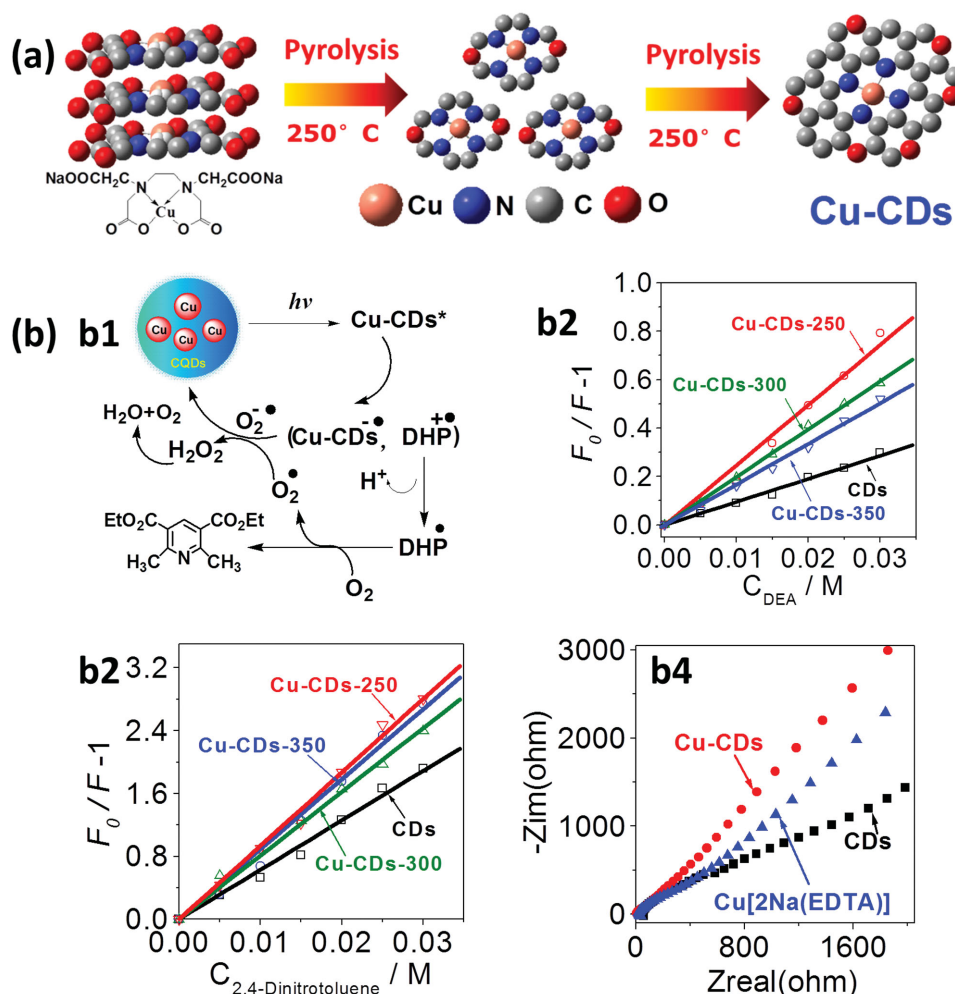 (a)
Pyrolysis
250° C
Pyrolysis
250° C
NaOOCH₂C
CH₂COONa
N
N
Cu
O
O
O
O
Cu N C O
Cu-CDs
(b) b1
Cu
Cu
Cu
Cu
CQDs
hν
Cu-CDs*
H₂O+O₂
O₂⁻•
(Cu-CDs⁻•, DHP⁺•)
H₂O₂
O₂•
H⁺
EtO₂C
CO₂Et
H₃C
N
CH₃
DHP•
O₂
b2
F₀ / F -1
1.0
0.8
0.6
0.4
0.2
0.0
Cu-CDs-250
Cu-CDs-300
CDs
Cu-CDs-350
0.00 0.01 0.02 0.03
C_DEA / M
b2
F₀ / F -1
3.2
2.4
1.6
0.8
0.0
Cu-CDs-250
Cu-CDs-350
CDs
Cu-CDs-300
0.00 0.01 0.02 0.03
C_2,4-Dinitrotoluene / M
b4
-Zim(ohm)
3000
2000
1000
0
Cu-CDs
CDs
Cu[2Na(EDTA)]
0 800 1600
Zreal(ohm)